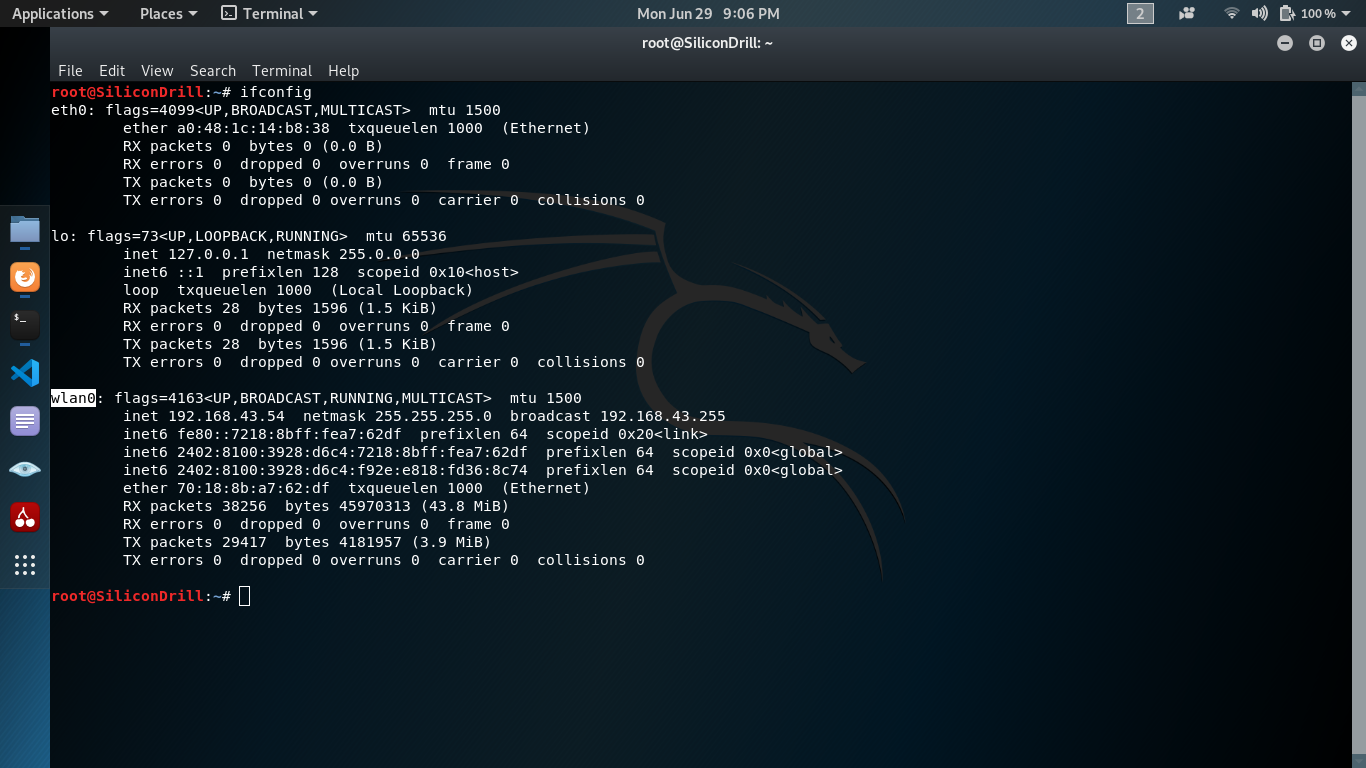 Applications Places Terminal Mon Jun 29 9:06 PM 2 100 %
root@SiliconDrill: ~
File Edit View Search Terminal Help
root@SiliconDrill:~# ifconfig
eth0: flags=4099<UP,BROADCAST,MULTICAST>  mtu 1500
        ether a0:48:1c:14:b8:38  txqueuelen 1000  (Ethernet)
        RX packets 0  bytes 0 (0.0 B)
        RX errors 0  dropped 0  overruns 0  frame 0
        TX packets 0  bytes 0 (0.0 B)
        TX errors 0  dropped 0 overruns 0  carrier 0  collisions 0
lo: flags=73<UP,LOOPBACK,RUNNING>  mtu 65536
        inet 127.0.0.1  netmask 255.0.0.0
        inet6 ::1  prefixlen 128  scopeid 0x10<host>
        loop  txqueuelen 1000  (Local Loopback)
        RX packets 28  bytes 1596 (1.5 KiB)
        RX errors 0  dropped 0  overruns 0  frame 0
        TX packets 28  bytes 1596 (1.5 KiB)
        TX errors 0  dropped 0 overruns 0  carrier 0  collisions 0
wlan0: flags=4163<UP,BROADCAST,RUNNING,MULTICAST>  mtu 1500
        inet 192.168.43.54  netmask 255.255.255.0  broadcast 192.168.43.255
        inet6 fe80::7218:8bff:fea7:62df  prefixlen 64  scopeid 0x20<link>
        inet6 2402:8100:3928:d6c4:7218:8bff:fea7:62df  prefixlen 64  scopeid 0x0<global>
        inet6 2402:8100:3928:d6c4:f92e:e818:fd36:8c74  prefixlen 64  scopeid 0x0<global>
        ether 70:18:8b:a7:62:df  txqueuelen 1000  (Ethernet)
        RX packets 38256  bytes 45970313 (43.8 MiB)
        RX errors 0  dropped 0  overruns 0  frame 0
        TX packets 29417  bytes 4181957 (3.9 MiB)
        TX errors 0  dropped 0 overruns 0  carrier 0  collisions 0
root@SiliconDrill:~#